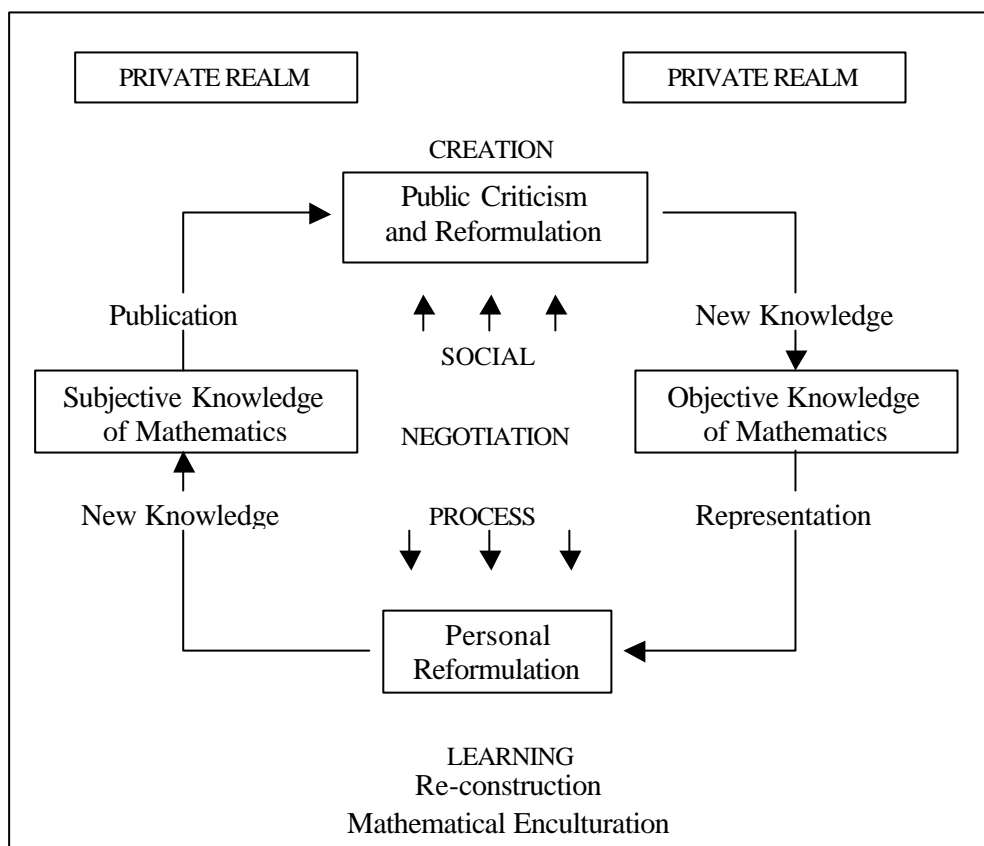 PRIVATE REALM
PRIVATE REALM
CREATION
Public Criticism
and Reformulation
Publication
New Knowledge
SOCIAL
Subjective Knowledge
of Mathematics
Objective Knowledge
of Mathematics
NEGOTIATION
New Knowledge
PROCESS
Representation
Personal
Reformulation
LEARNING
Re-construction
Mathematical Enculturation